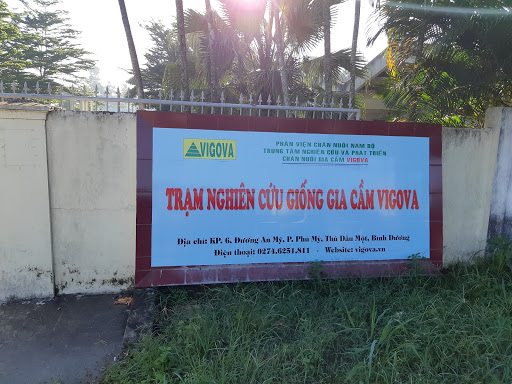 VIGOVA
PHÂN VIỆN CHĂN NUÔI NAM BỘ
TRUNG TÂM NGHIÊN CỨU VÀ PHÁT TRIỂN
CHĂN NUÔI GIA CẦM VIGOVA
TRẠM NGHIÊN CỨU GIỐNG GIA CẦM VIGOVA
Địa chỉ: KP. 6, Dương An Mỹ, P. Phú Mỹ, Thủ Dầu Một, Bình Dương
Điện thoại: 0274.6251.811 - Website: vigova.vn